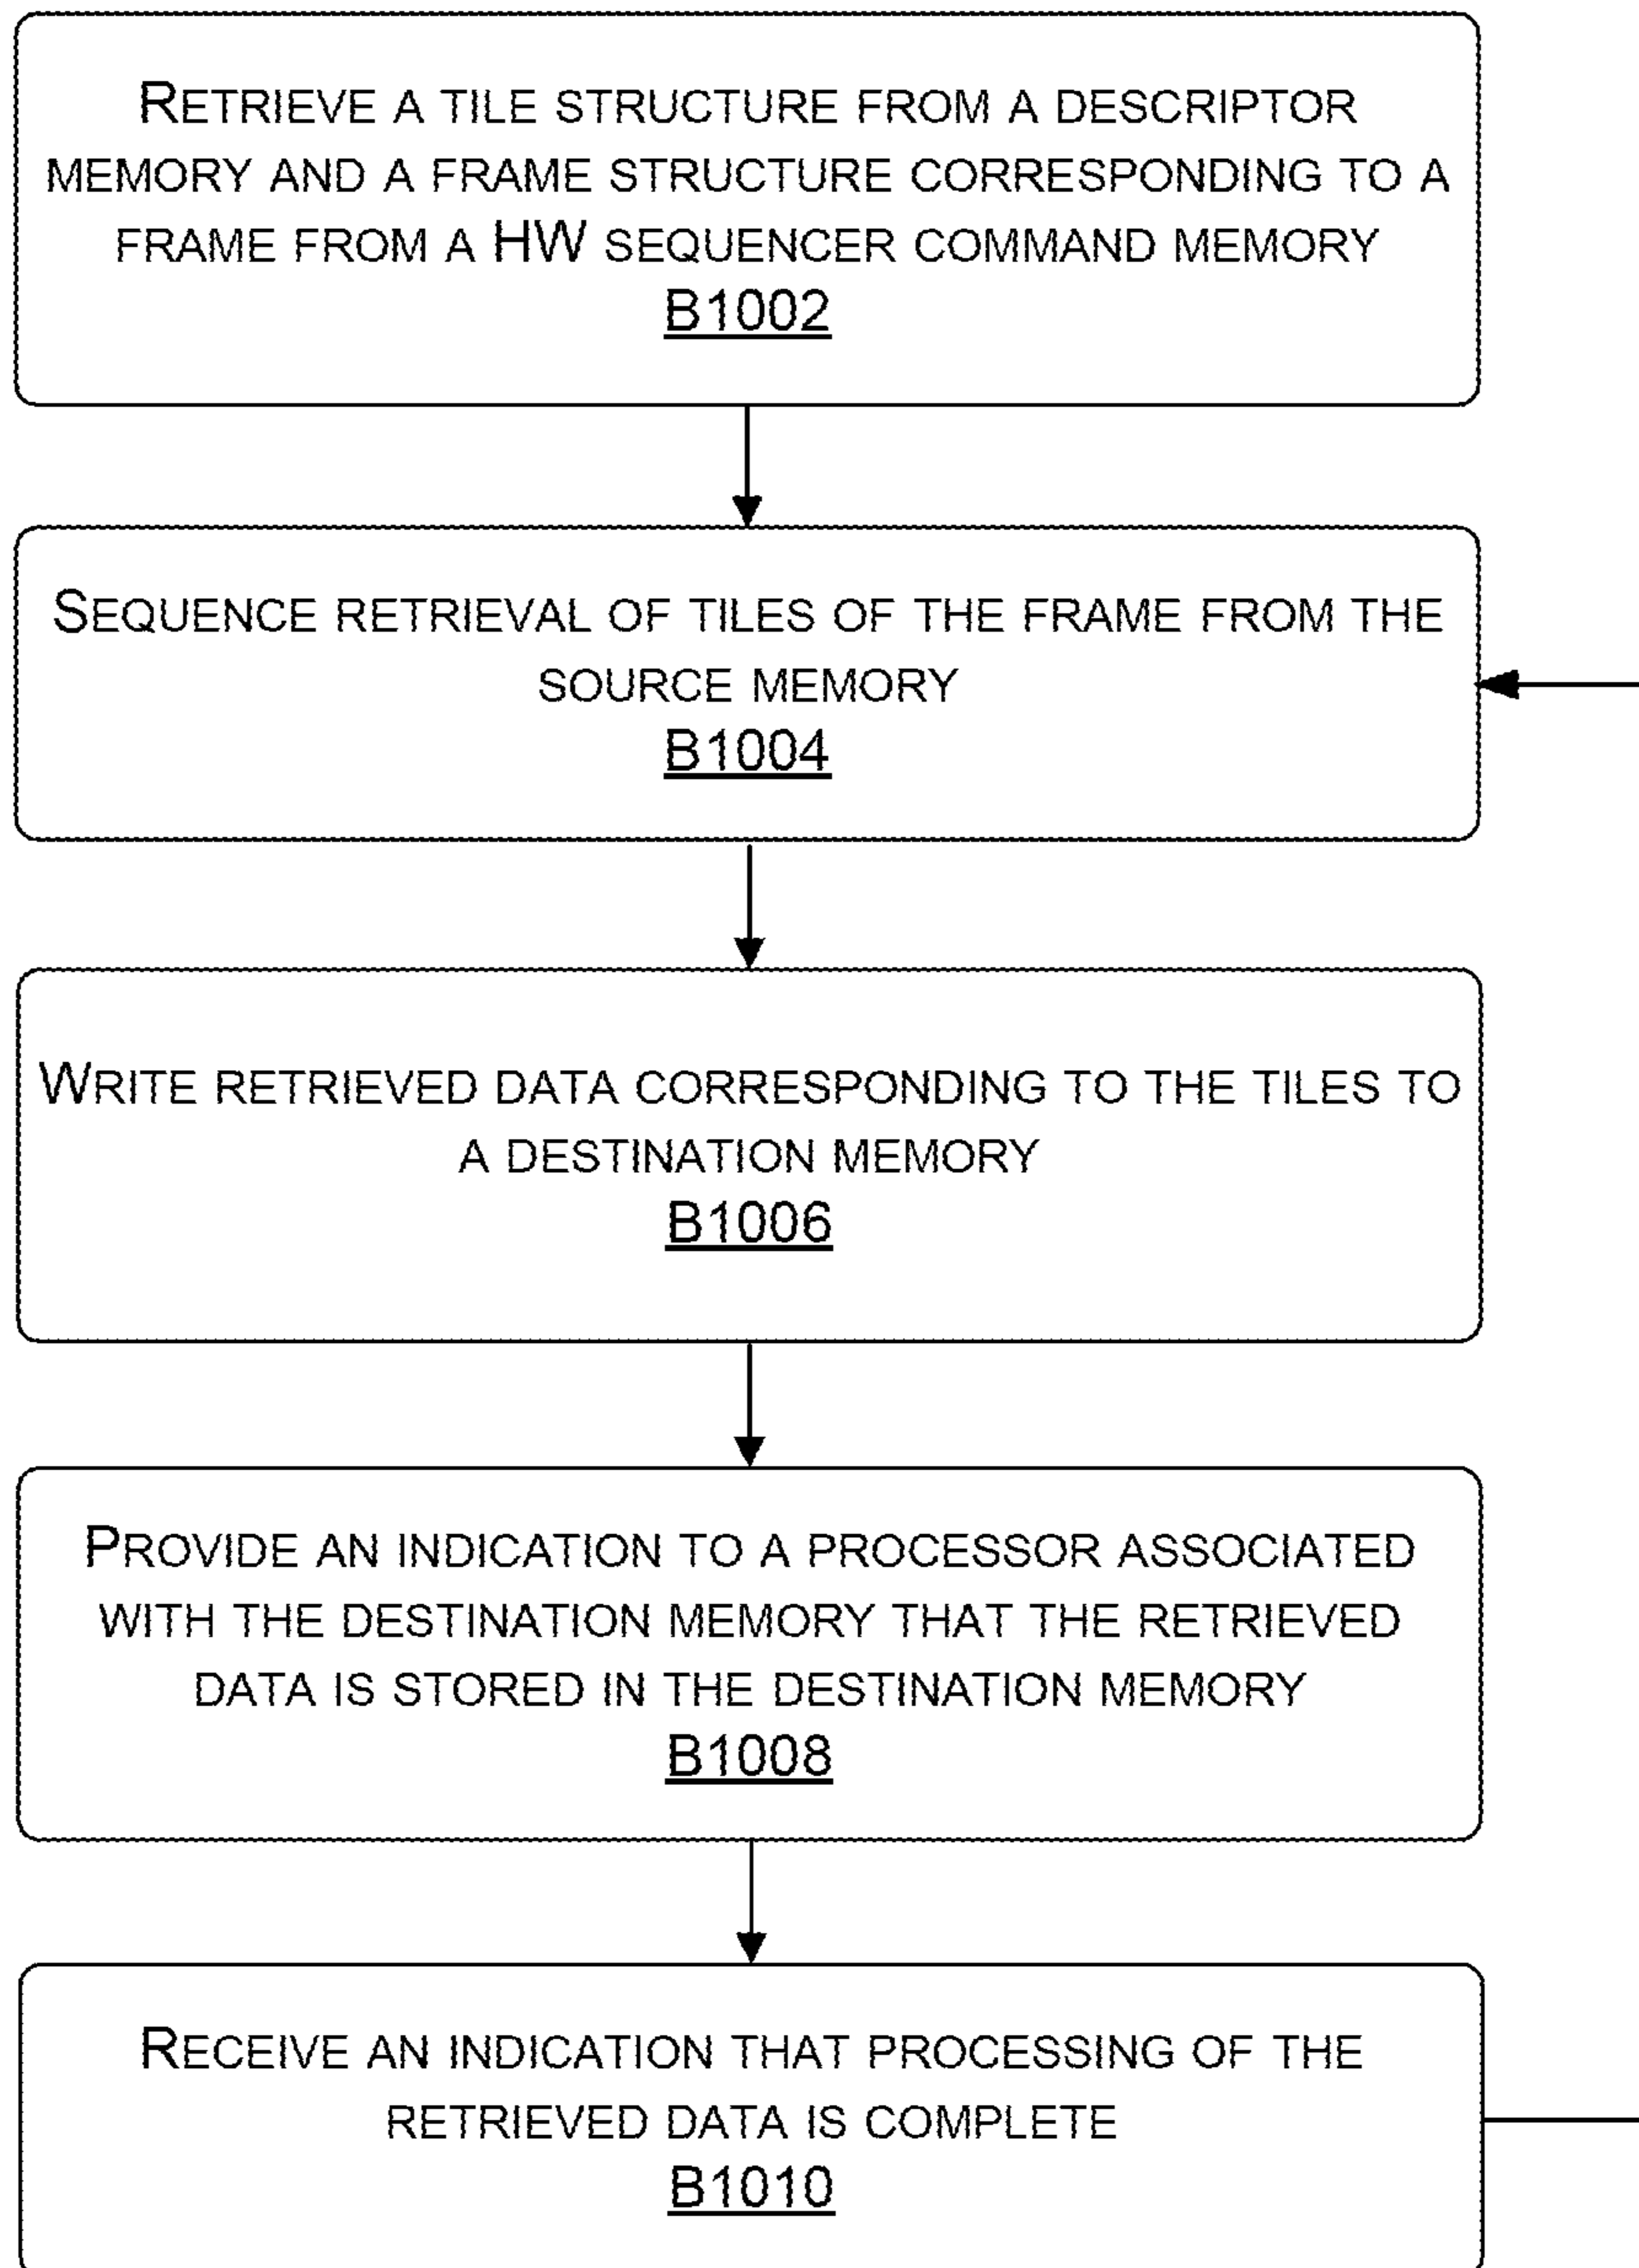 RETRIEVE A TILE STRUCTURE FROM A DESCRIPTOR
MEMORY AND A FRAME STRUCTURE CORRESPONDING TO A
FRAME FROM A HW SEQUENCER COMMAND MEMORY
B1002
SEQUENCE RETRIEVAL OF TILES OF THE FRAME FROM THE
SOURCE MEMORY
B1004
WRITE RETRIEVED DATA CORRESPONDING TO THE TILES TO
A DESTINATION MEMORY
B1006
PROVIDE AN INDICATION TO A PROCESSOR ASSOCIATED
WITH THE DESTINATION MEMORY THAT THE RETRIEVED
DATA IS STORED IN THE DESTINATION MEMORY
B1008
RECEIVE AN INDICATION THAT PROCESSING OF THE
RETRIEVED DATA IS COMPLETE
B1010